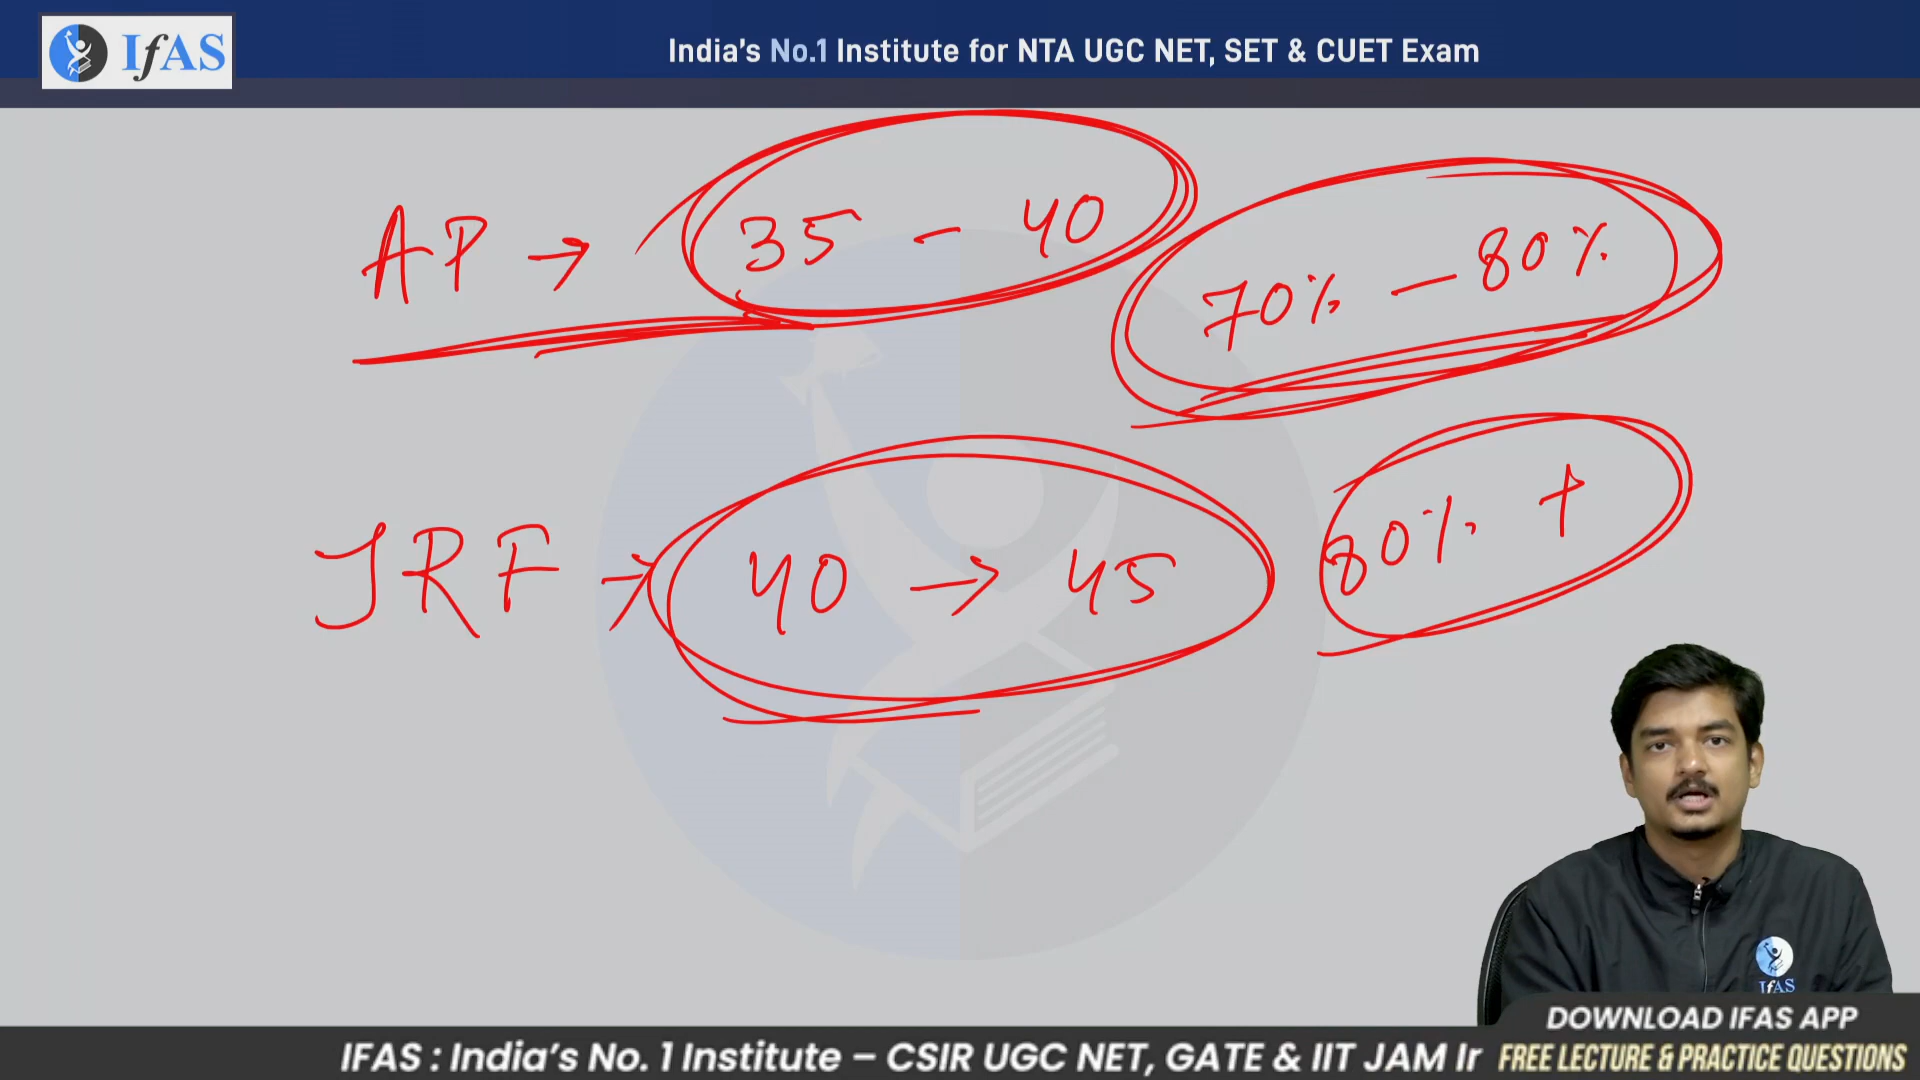 IfAS
India's No.1 Institute for NTA UGC NET, SET & CUET Exam
AP → 35 - 40
70% - 80%
JRF → 40 → 45
80% +
IfAS
DOWNLOAD IFAS APP
IFAS : India's No. 1 Institute – CSIR UGC NET, GATE & IIT JAM Ir
FREE LECTURE & PRACTICE QUESTIONS